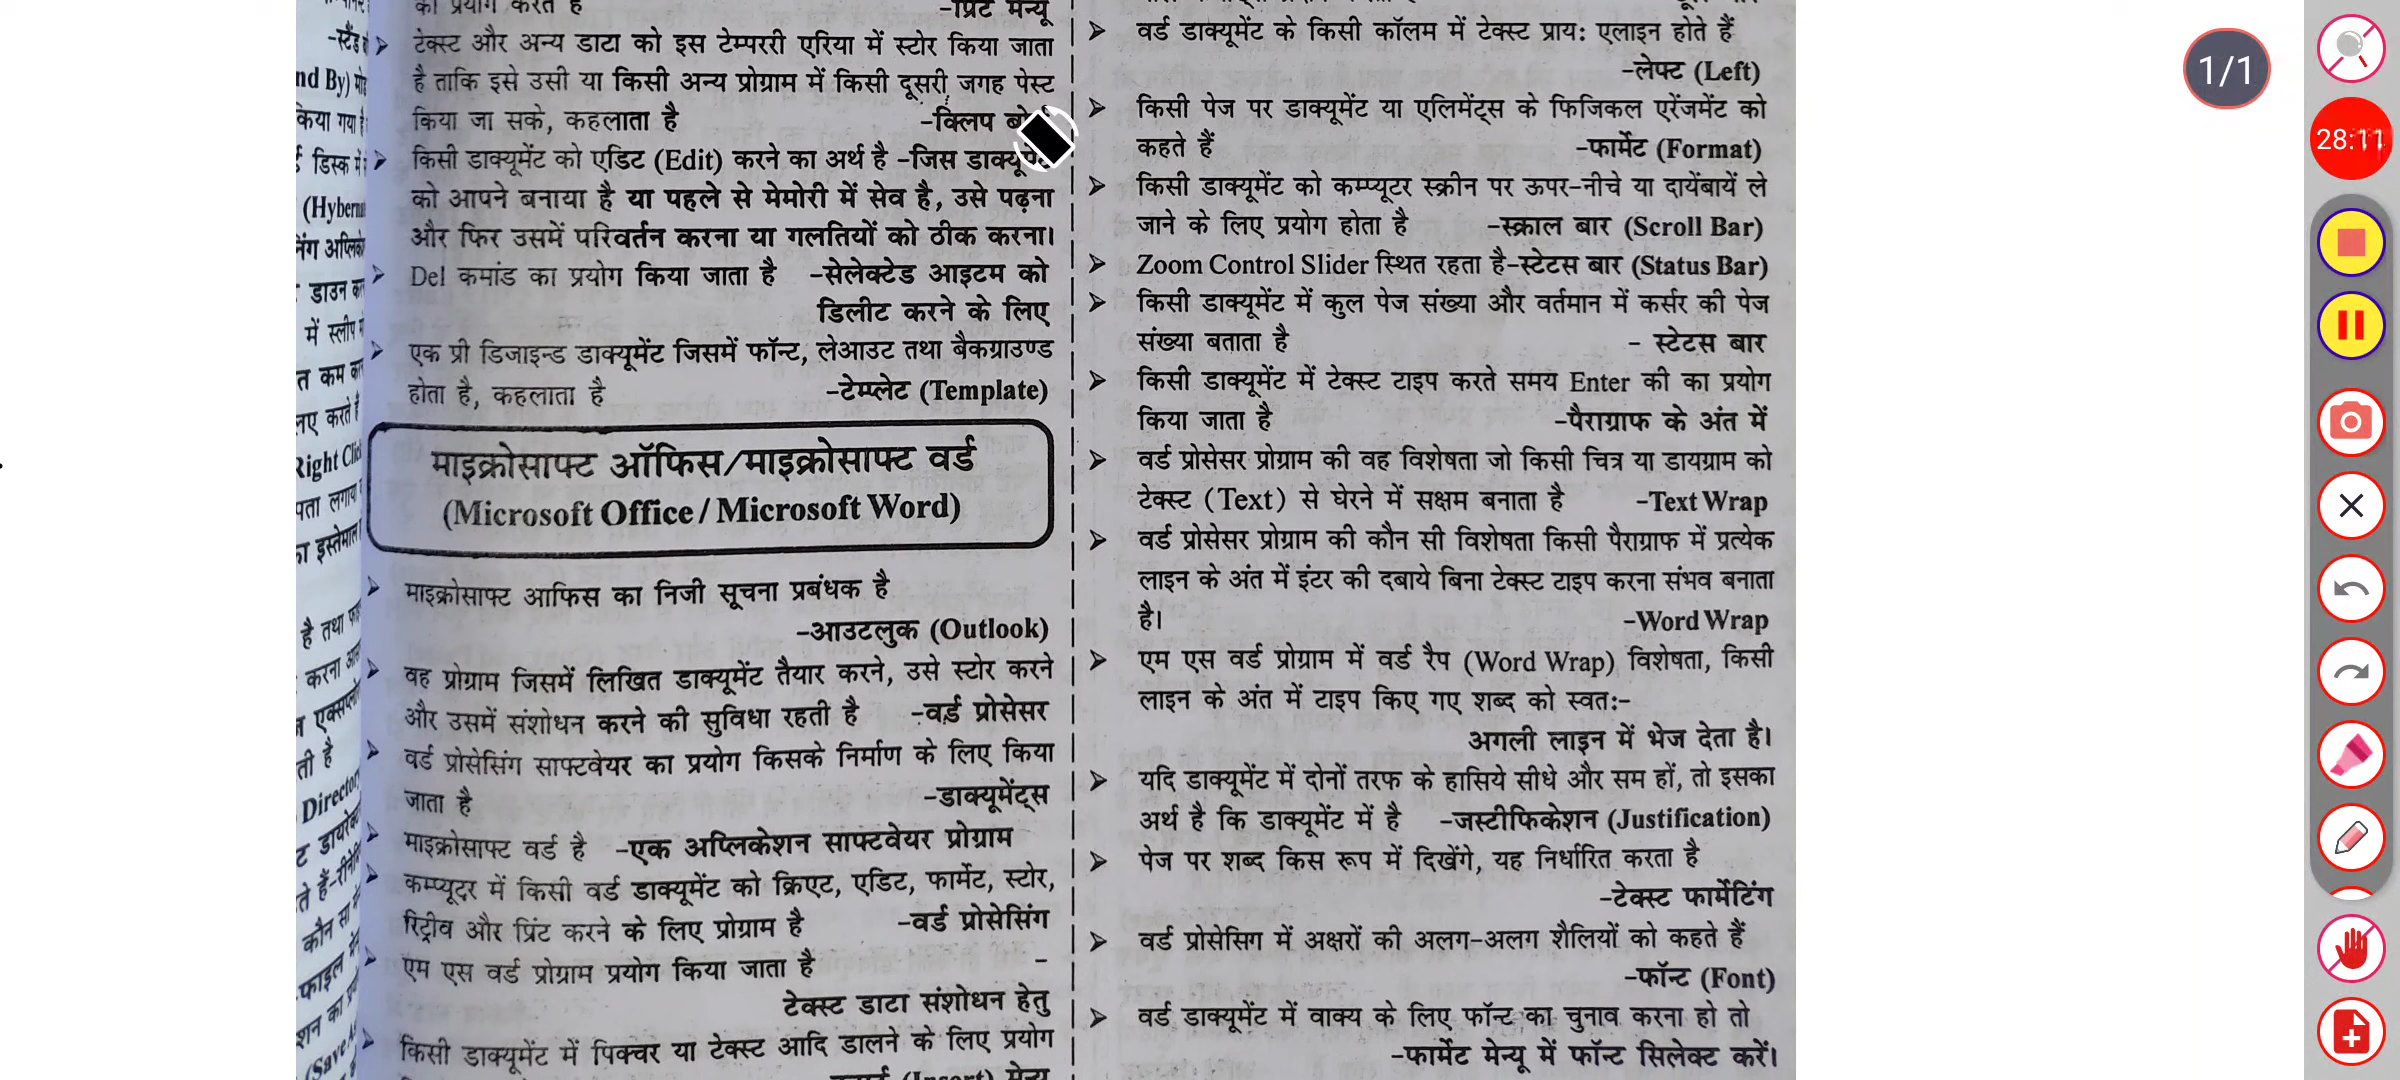 का प्रयोग करते हैं -प्रिंट मेन्यू
टेक्स्ट और अन्य डाटा को इस टेम्पररी एरिया में स्टोर किया जाता
है ताकि इसे उसी या किसी अन्य प्रोग्राम में किसी दूसरी जगह पेस्ट
किया जा सके, कहलाता है -क्लिप
किसी डाक्यूमेंट को एडिट (Edit) करने का अर्थ है -जिस डाक्यूमेंट
को आपने बनाया है या पहले से मेमोरी में सेव है, उसे पढ़ना
और फिर उसमें परिवर्तन करना या गलतियों को ठीक करना।
Del कमांड का प्रयोग किया जाता है -सेलेक्टेड आइटम को
डिलीट करने के लिए
एक प्री डिजाइन्ड डाक्यूमेंट जिसमें फॉन्ट, लेआउट तथा बैकग्राउण्ड
होता है, कहलाता है -टेम्प्लेट (Template)
माइक्रोसाफ्ट ऑफिस/माइक्रोसाफ्ट वर्ड
(Microsoft Office / Microsoft Word)
माइक्रोसाफ्ट आफिस का निजी सूचना प्रबंधक है
-आउटलुक (Outlook)
वह प्रोग्राम जिसमें लिखित डाक्यूमेंट तैयार करने, उसे स्टोर करने
और उसमें संशोधन करने की सुविधा रहती है -वर्ड प्रोसेसर
वर्ड प्रोसेसिंग साफ्टवेयर का प्रयोग किसके निर्माण के लिए किया
जाता है -डाक्यूमेंट्स
माइक्रोसाफ्ट वर्ड है -एक अप्लिकेशन साफ्टवेयर प्रोग्राम
कम्प्यूटर में किसी वर्ड डाक्यूमेंट को क्रिएट, एडिट, फार्मेट, स्टोर,
रिट्रीव और प्रिंट करने के लिए प्रोग्राम है -वर्ड प्रोसेसिंग
एम एस वर्ड प्रोग्राम प्रयोग किया जाता है -
टेक्स्ट डाटा संशोधन हेतु
किसी डाक्यूमेंट में पिक्चर या टेक्स्ट आदि डालने के लिए प्रयोग
(Insert) मेन्यू
वर्ड डाक्यूमेंट के किसी कॉलम में टेक्स्ट प्राय: एलाइन होते हैं
-लेफ्ट (Left)
किसी पेज पर डाक्यूमेंट या एलिमेंट्स के फिजिकल एरेंजमेंट को
कहते हैं -फार्मेट (Format)
किसी डाक्यूमेंट को कम्प्यूटर स्क्रीन पर ऊपर-नीचे या दायेंबायें ले
जाने के लिए प्रयोग होता है -स्क्राल बार (Scroll Bar)
Zoom Control Slider स्थित रहता है-स्टेटस बार (Status Bar)
किसी डाक्यूमेंट में कुल पेज संख्या और वर्तमान में कर्सर की पेज
संख्या बताता है - स्टेटस बार
किसी डाक्यूमेंट में टेक्स्ट टाइप करते समय Enter की का प्रयोग
किया जाता है -पैराग्राफ के अंत में
वर्ड प्रोसेसर प्रोग्राम की वह विशेषता जो किसी चित्र या डायग्राम को
टेक्स्ट (Text) से घेरने में सक्षम बनाता है -Text Wrap
वर्ड प्रोसेसर प्रोग्राम की कौन सी विशेषता किसी पैराग्राफ में प्रत्येक
लाइन के अंत में इंटर की दबाये बिना टेक्स्ट टाइप करना संभव बनाता
है। -Word Wrap
एम एस वर्ड प्रोग्राम में वर्ड रैप (Word Wrap) विशेषता, किसी
लाइन के अंत में टाइप किए गए शब्द को स्वतः-
अगली लाइन में भेज देता है।
यदि डाक्यूमेंट में दोनों तरफ के हासिये सीधे और सम हों, तो इसका
अर्थ है कि डाक्यूमेंट में है -जस्टीफिकेशन (Justification)
पेज पर शब्द किस रूप में दिखेंगे, यह निर्धारित करता है
-टेक्स्ट फार्मेटिंग
वर्ड प्रोसेसिग में अक्षरों की अलग-अलग शैलियों को कहते हैं
-फॉन्ट (Font)
वर्ड डाक्यूमेंट में वाक्य के लिए फॉन्ट का चुनाव करना हो तो
-फार्मेट मेन्यू में फॉन्ट सिलेक्ट करें।
1/1
28:11